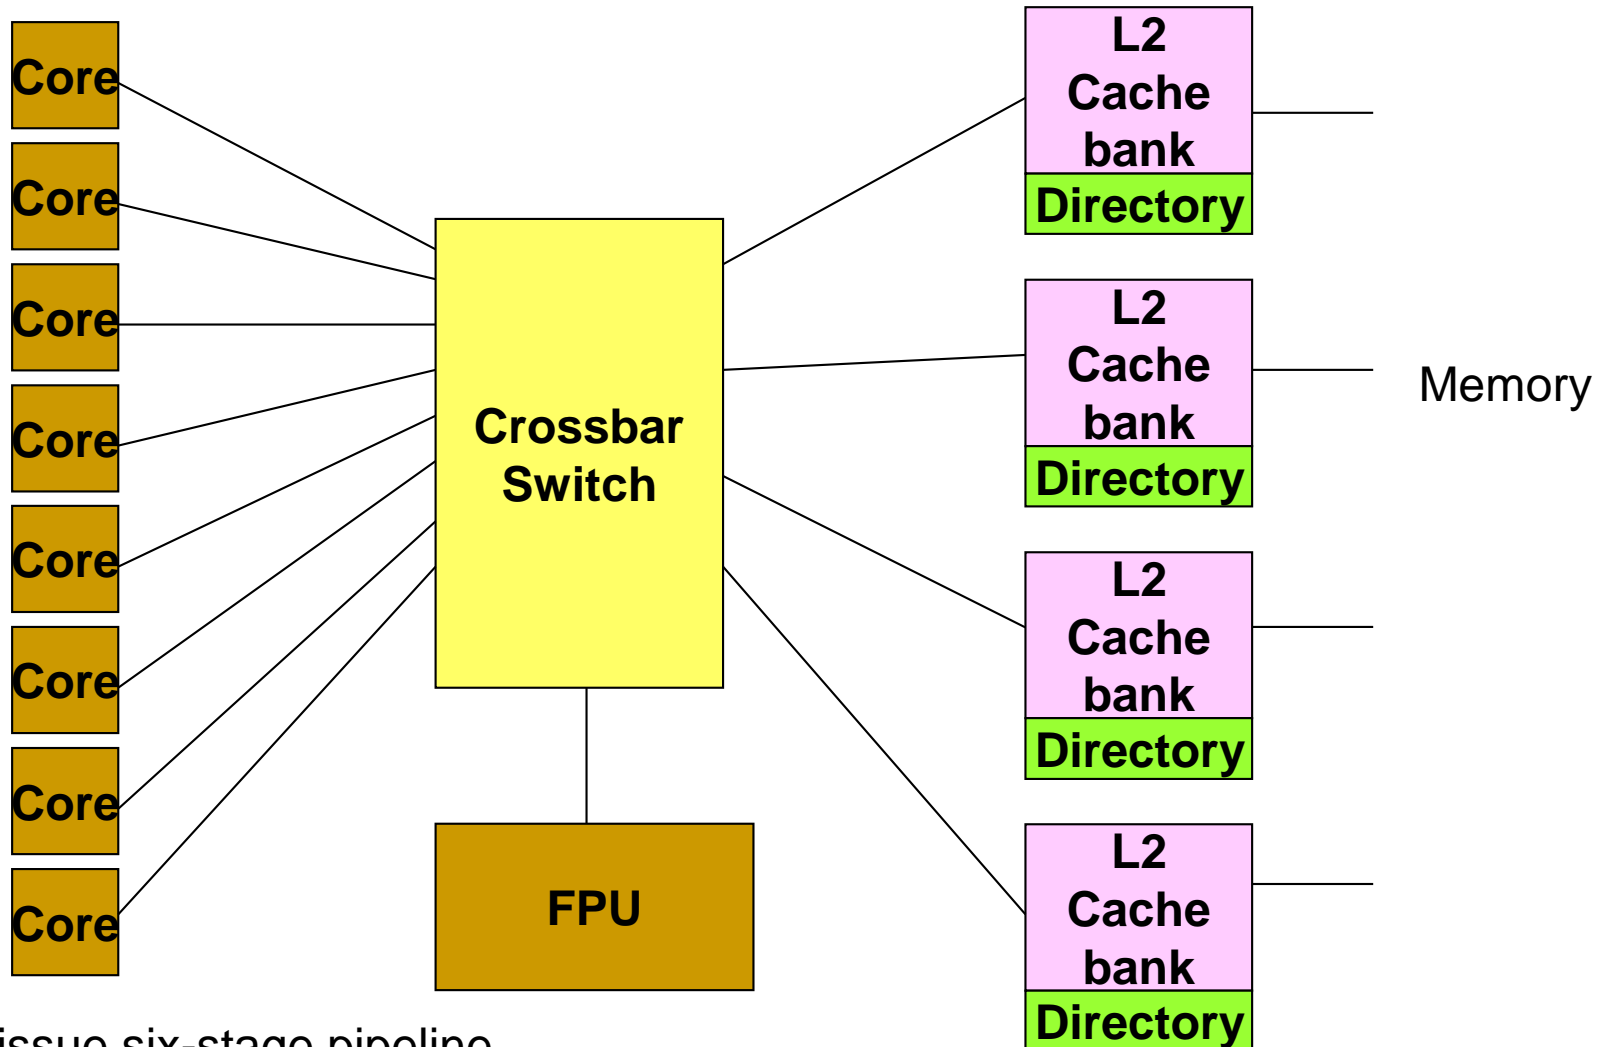 Core
Core
Core
Core
Core
Core
Core
Core
Crossbar
Switch
FPU
L2
Cache
bank
Directory
L2
Cache
bank
Directory
L2
Cache
bank
Directory
L2
Cache
bank
Directory
Memory
issue six-stage pipeline